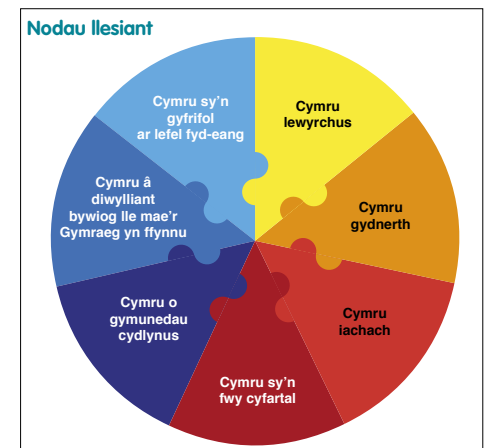 Nodau llesiant
Cymru
lewyrchus
Cymru
gydnerth
Cymru
iachach
Cymru sy'n
fwy cyfartal
Cymru o
gymunedau
cydlynus
Cymru â
diwylliant
bywiog lle mae'r
Gymraeg yn ffynnu
Cymru sy'n
gyfrifol
ar lefel fyd-eang